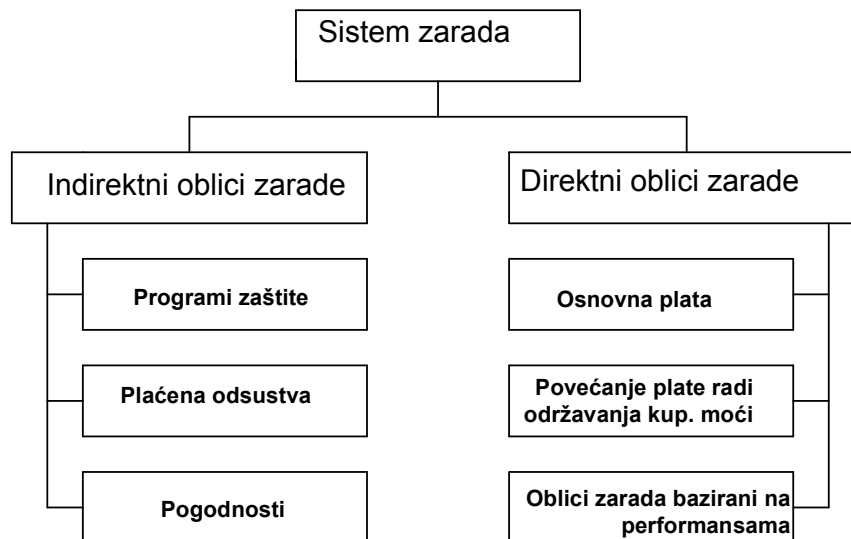 Sistem zarada
Indirektni oblici zarade
Direktni oblici zarade
Programi zaštite
Osnovna plata
Plaćena odsustva
Povećanje plate radi
održavanja kup. moći
Pogodnosti
Oblici zarada bazirani na
performansama